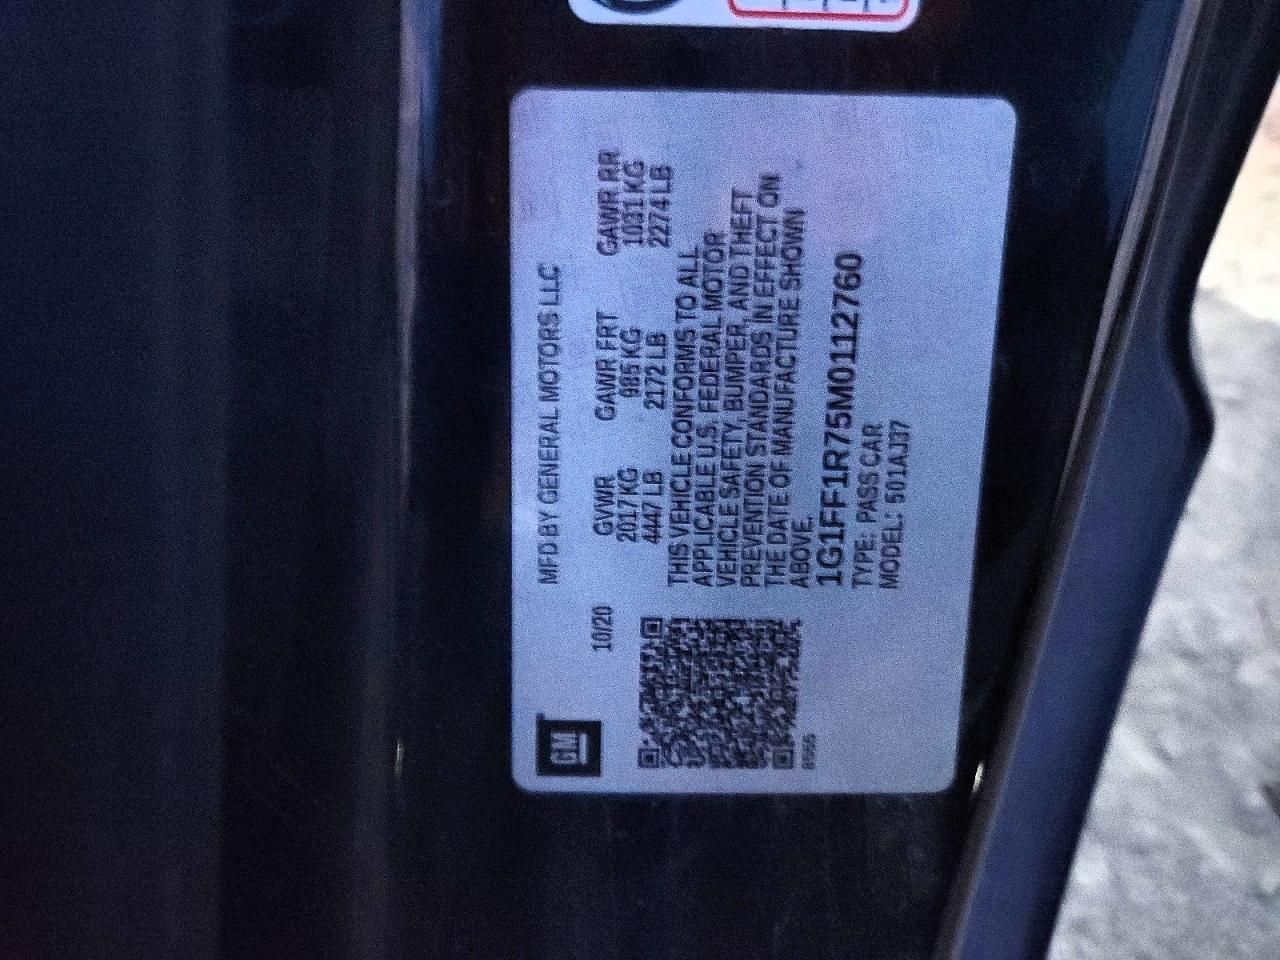 GM
MFD BY GENERAL MOTORS LLC
10/20
GVWR GAWR FRT GAWR RR
2017 KG 985 KG 1031 KG
4447 LB 2172 LB 2274 LB
THIS VEHICLE CONFORMS TO ALL
APPLICABLE U.S. FEDERAL MOTOR
VEHICLE SAFETY, BUMPER, AND THEFT
PREVENTION STANDARDS IN EFFECT ON
THE DATE OF MANUFACTURE SHOWN
ABOVE.
1G1FF1R75M0112760
TYPE: PASS CAR
MODEL: 501AJ37